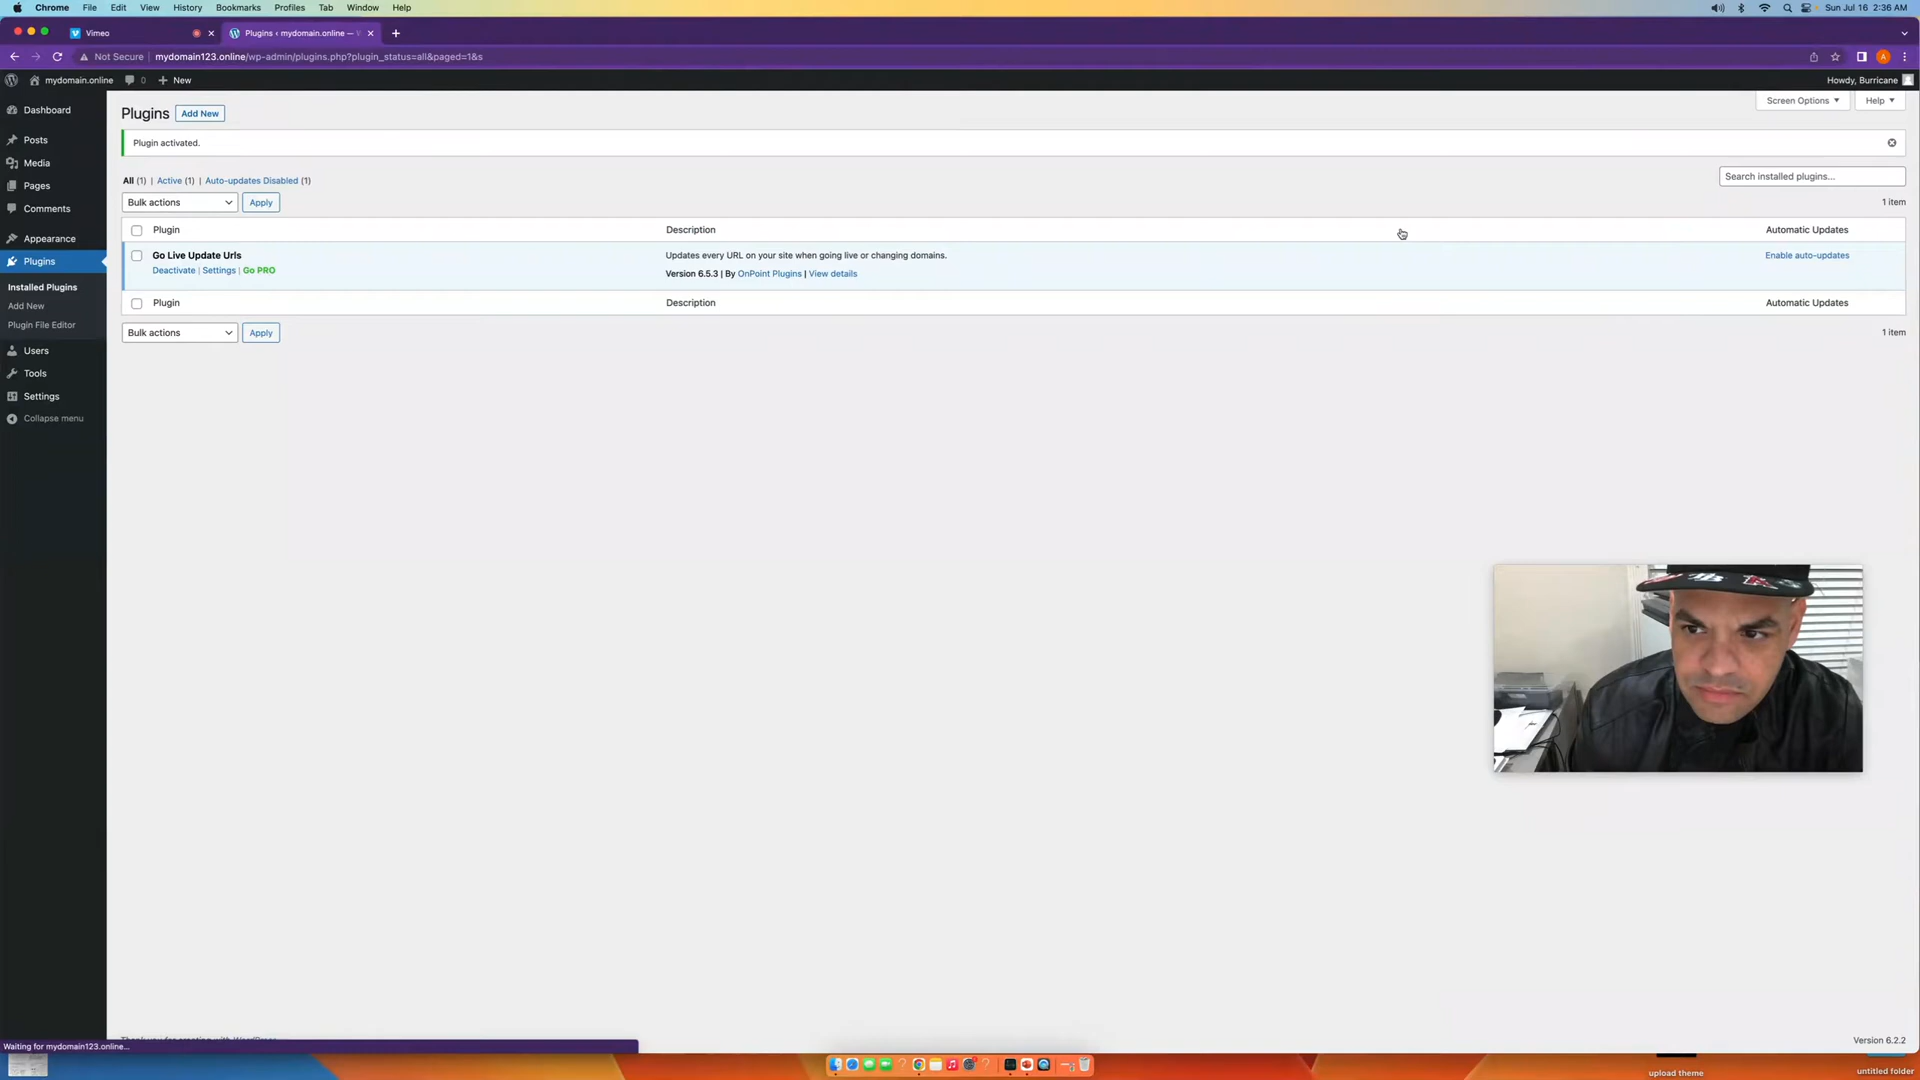 Chrome File Edit View History Bookmarks Profiles Tab Window Help Sun Jul 16 2:36 AM
Vimeo Plugins ‹ mydomain.online —
Not Secure mydomain123.online/wp-admin/plugins.php?plugin_status=all&paged=1&s A
mydomain.online 0 New Howdy, Burricane
Dashboard
Posts
Media
Pages
Comments
Appearance
Plugins
Installed Plugins
Add New
Plugin File Editor
Users
Tools
Settings
Collapse menu
Screen Options Help
Plugins Add New
Plugin activated.
All (1) | Active (1) | Auto-updates Disabled (1)
Search installed plugins...
Bulk actions Apply 1 item
Plugin Description Automatic Updates
Go Live Update Urls Updates every URL on your site when going live or changing domains. Enable auto-updates
Deactivate | Settings | Go PRO Version 6.5.3 | By OnPoint Plugins | View details
Plugin Description Automatic Updates
Bulk actions Apply 1 item
Version 6.2.2
Waiting for mydomain123.online...
upload theme
untitled folder